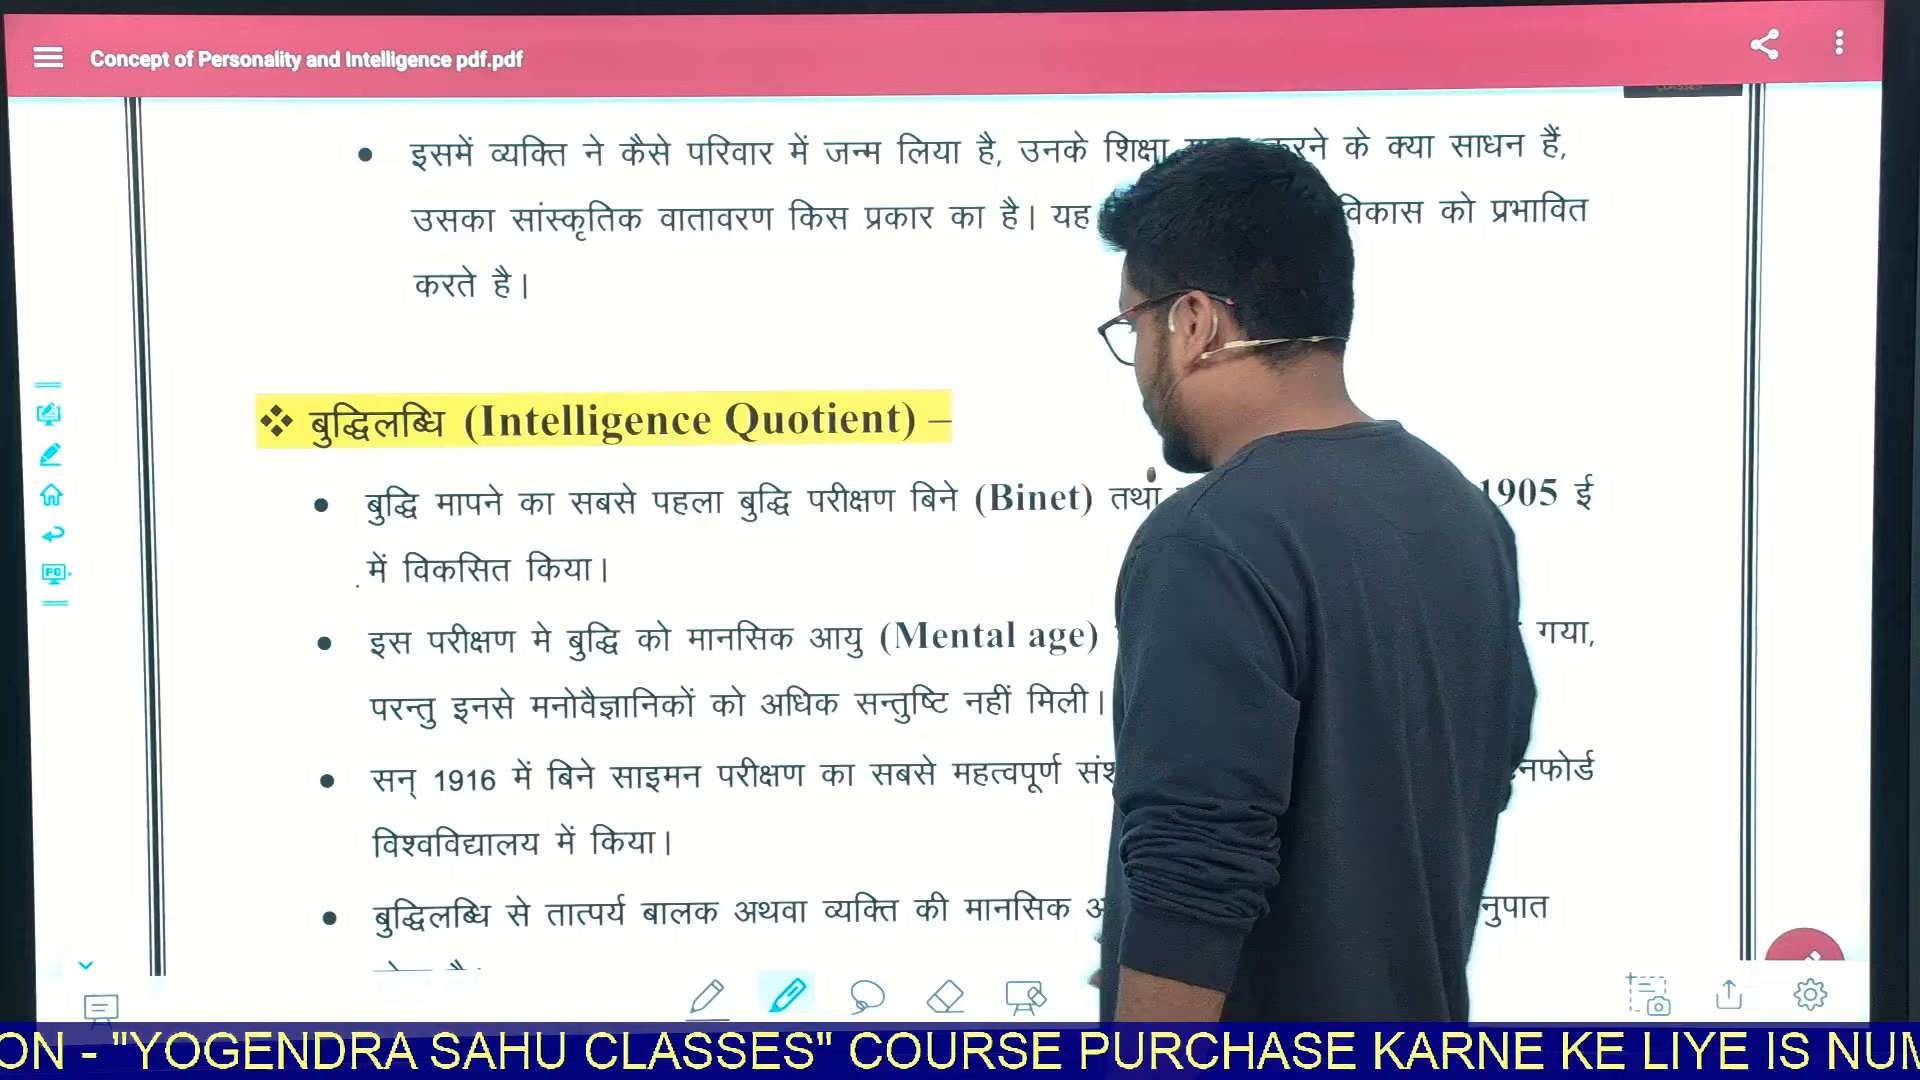 Concept of Personality and Intelligence pdf.pdf
CLASSES
• इसमें व्यक्ति ने कैसे परिवार में जन्म लिया है, उनके शिक्षा करने के क्या साधन हैं,
उसका सांस्कृतिक वातावरण किस प्रकार का है। यह विकास को प्रभावित
करते है।
❖ बुद्धिलब्धि (Intelligence Quotient) –
• बुद्धि मापने का सबसे पहला बुद्धि परीक्षण बिने (Binet) तथा 1905 ई
में विकसित किया।
• इस परीक्षण मे बुद्धि को मानसिक आयु (Mental age) गया,
परन्तु इनसे मनोवैज्ञानिकों को अधिक सन्तुष्टि नहीं मिली।
• सन् 1916 में बिने साइमन परीक्षण का सबसे महत्वपूर्ण
विश्वविद्यालय में किया।
• बुद्धिलब्धि से तात्पर्य बालक अथवा व्यक्ति की मानसिक
PC
ON - "YOGENDRA SAHU CLASSES" COURSE PURCHASE KARNE KE LIYE IS NUM